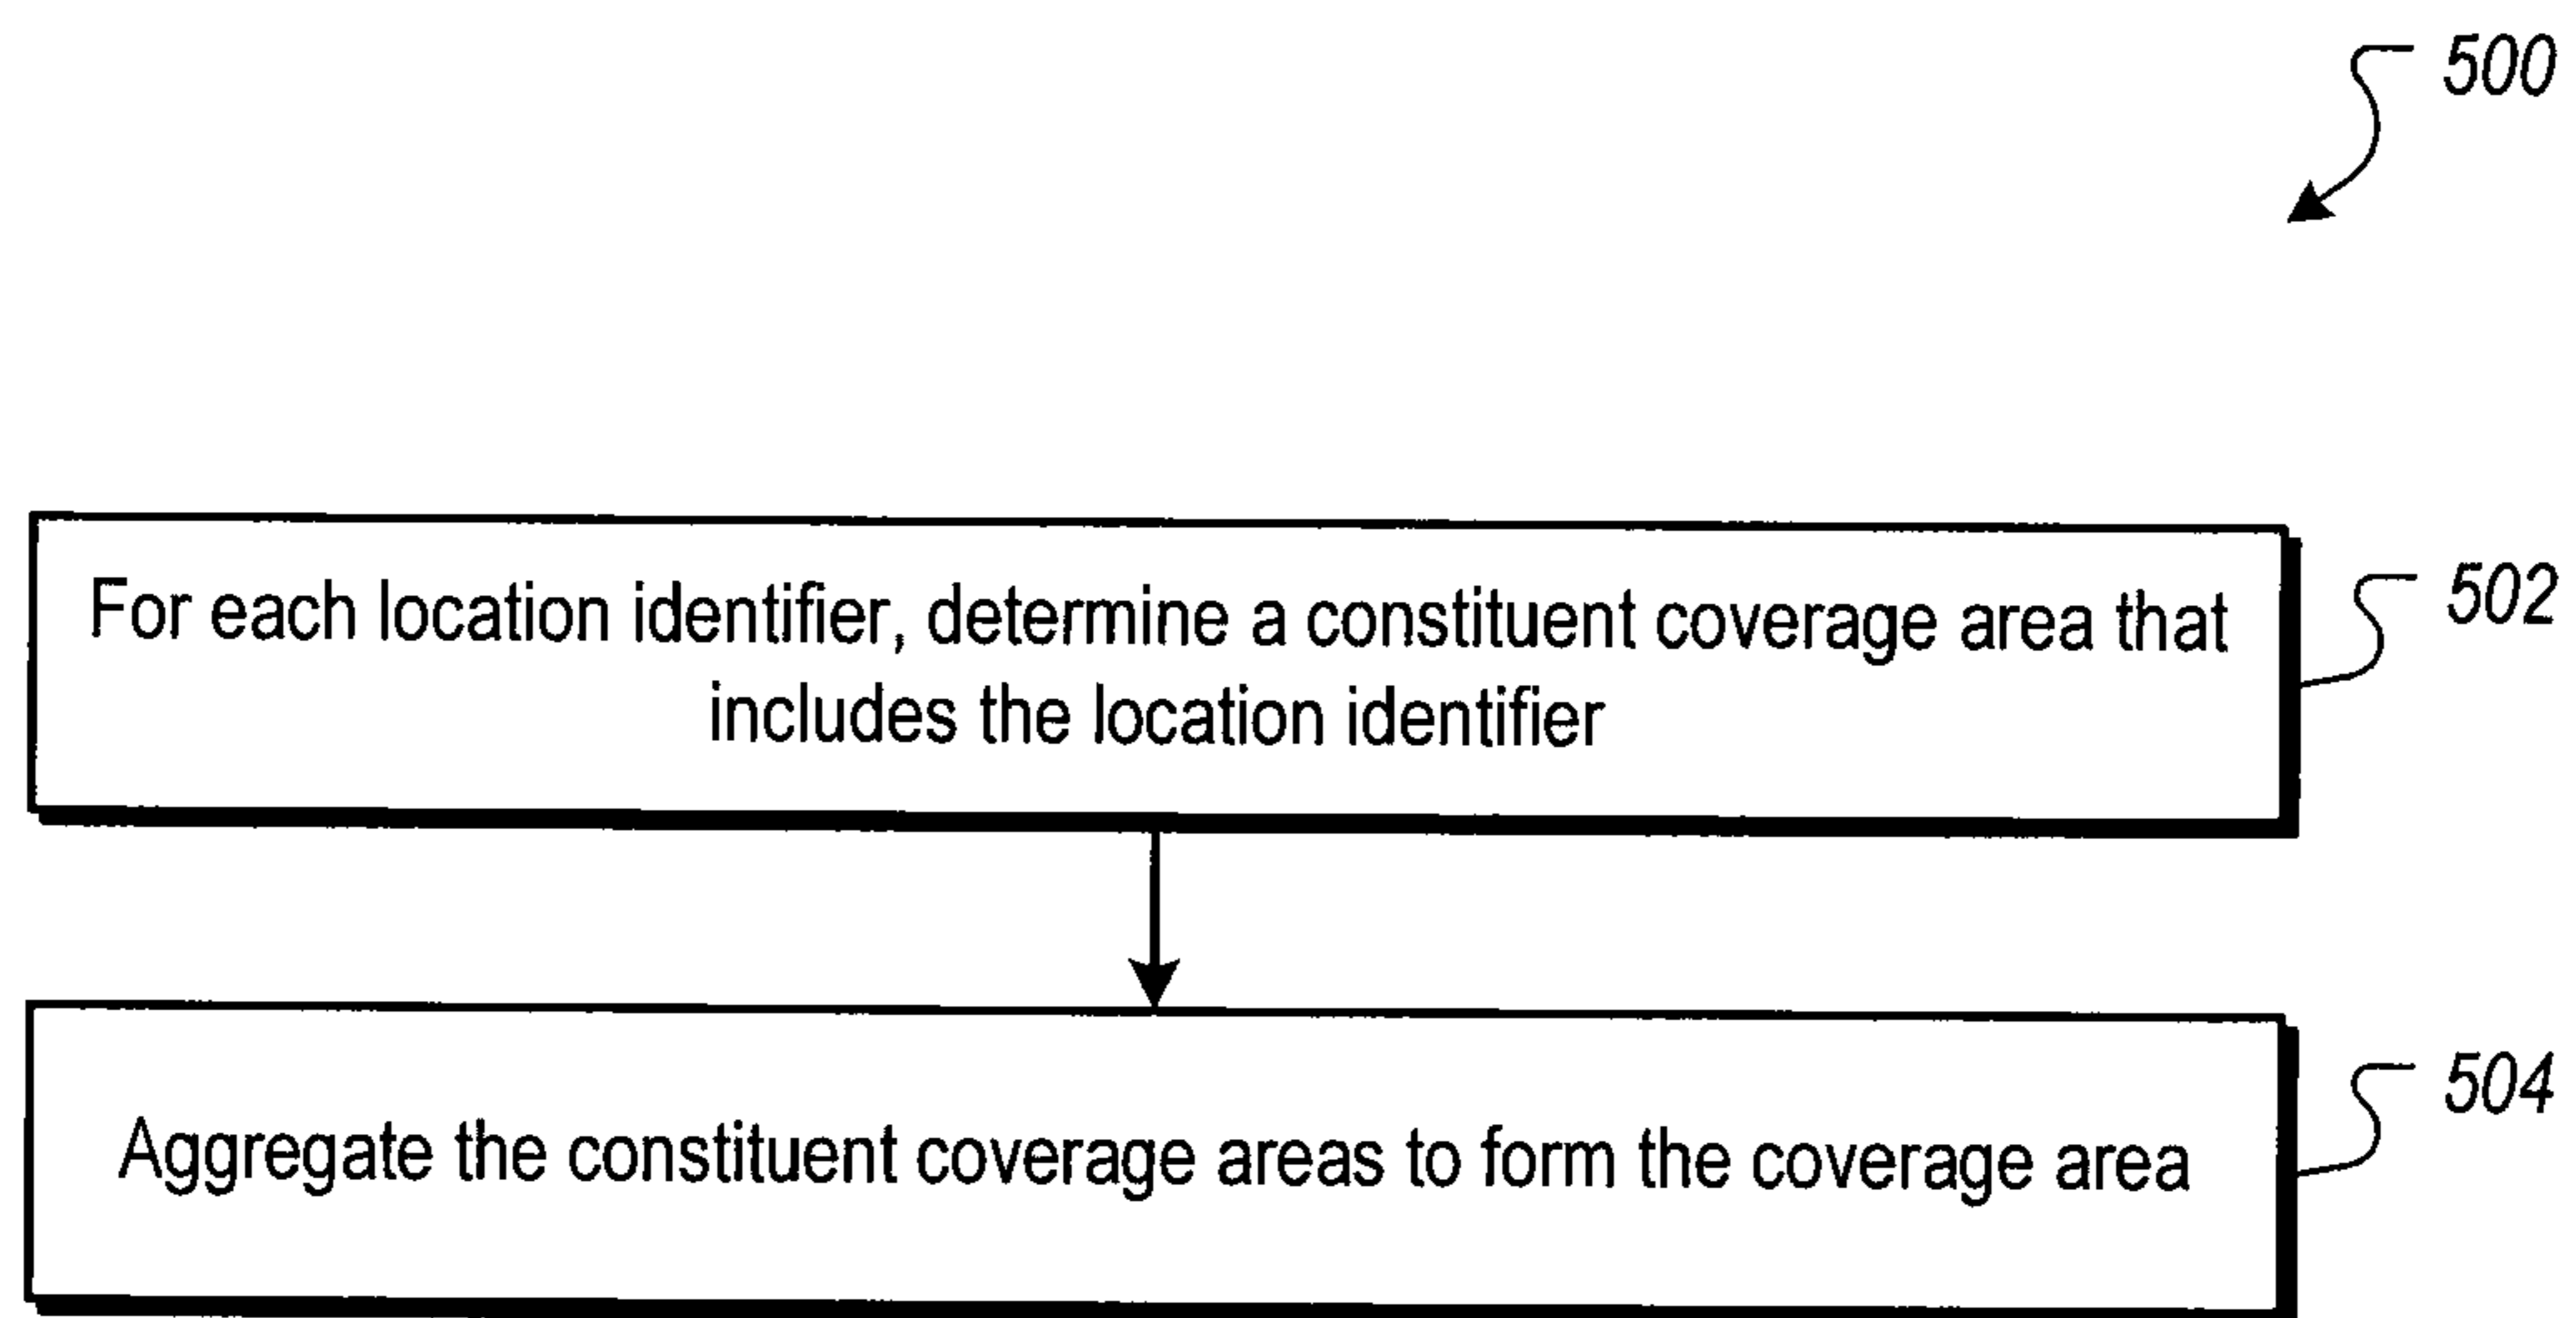 500
For each location identifier, determine a constituent coverage area that
includes the location identifier
502
Aggregate the constituent coverage areas to form the coverage area
504